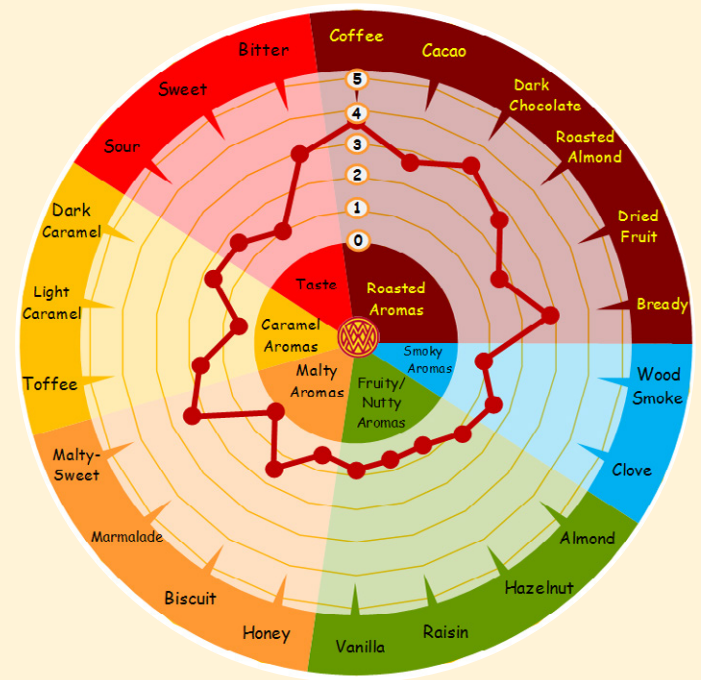 Coffee
Cacao
Dark
Chocolate
Roasted
Almond
Dried
Fruit
Bready
Wood
Smoke
Clove
Almond
Hazelnut
Raisin
Vanilla
Honey
Biscuit
Marmalade
Malty-
Sweet
Toffee
Light
Caramel
Dark
Caramel
Sour
Sweet
Bitter
5
4
3
2
1
0
Taste
Roasted
Aromas
Caramel
Aromas
Smoky
Aromas
Malty
Aromas
Fruity/
Nutty
Aromas